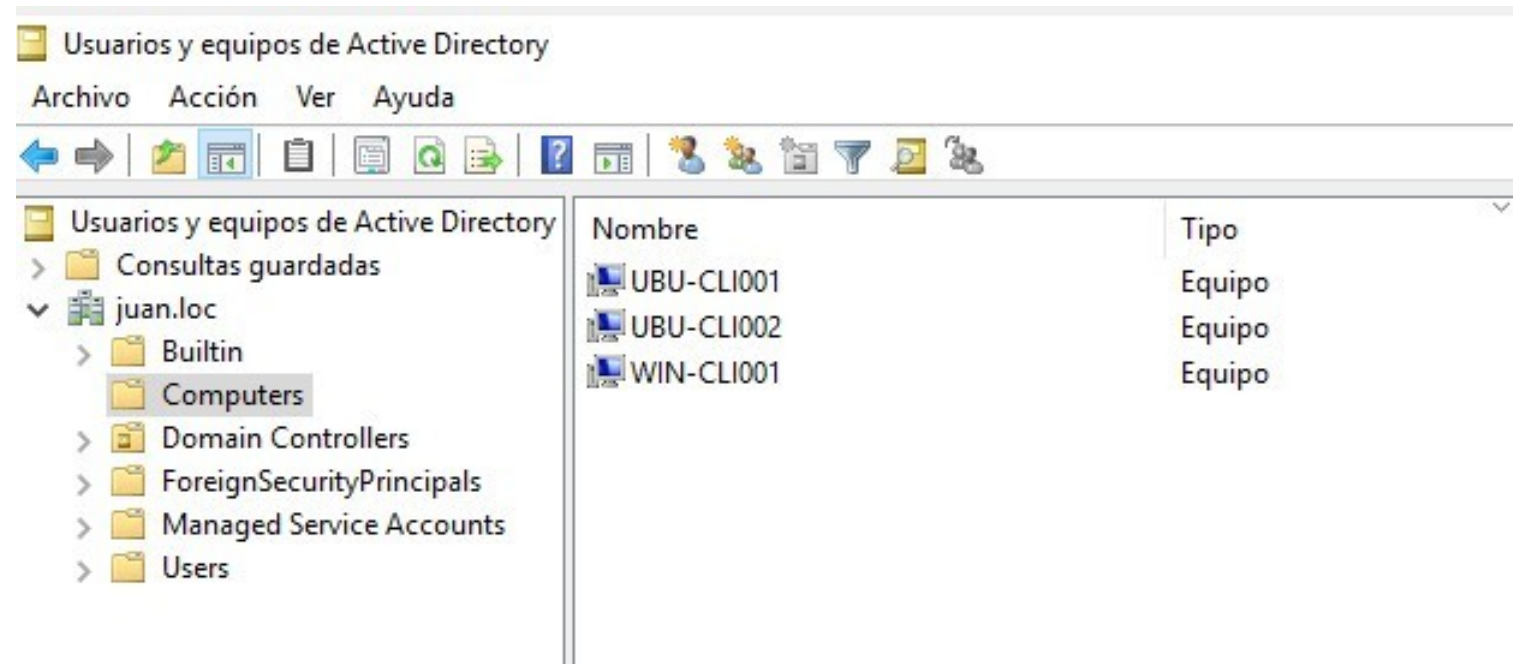 Usuarios y equipos de Active Directory
Archivo Acción Ver Ayuda
Usuarios y equipos de Active Directory
Consultas guardadas
juan.loc
Builtin
Computers
Domain Controllers
ForeignSecurityPrincipals
Managed Service Accounts
Users
Nombre Tipo
UBU-CLI001 Equipo
UBU-CLI002 Equipo
WIN-CLI001 Equipo